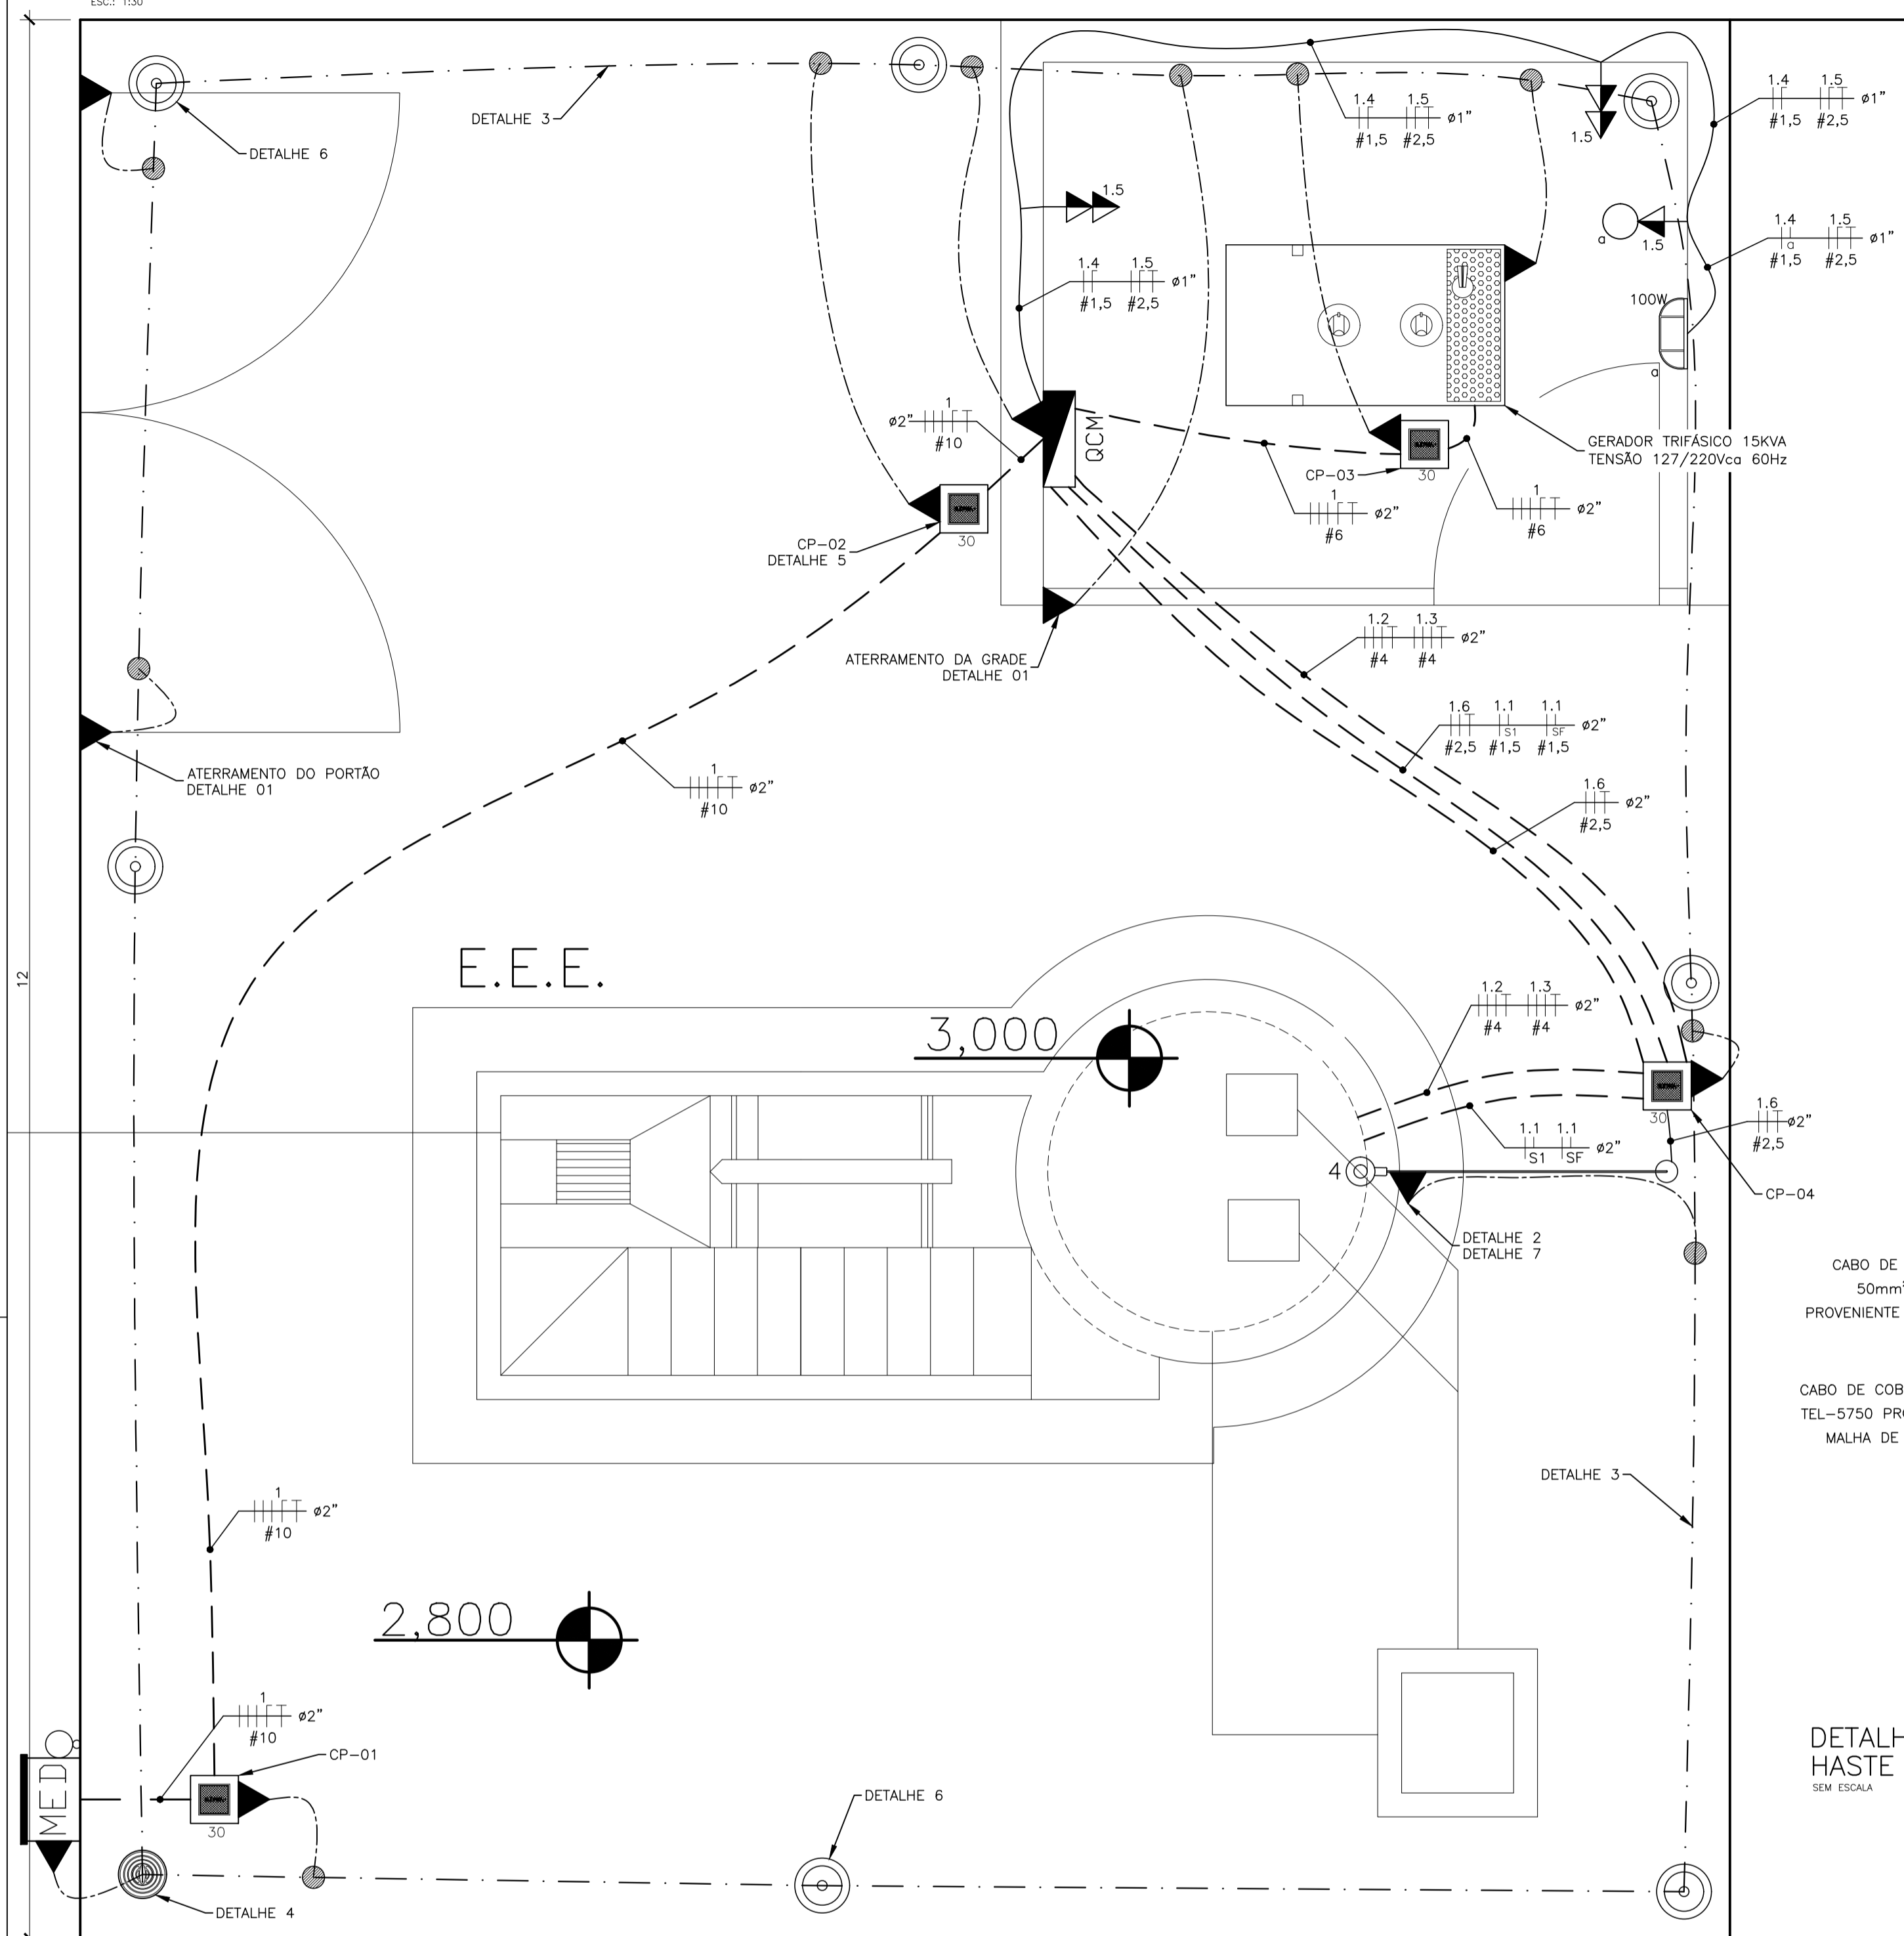 ESC.: 1:30
DETALHE 6
DETALHE 3
1.4 1.5
#1,5 #2,5 ø1"
1.5
1.4 1.5
#1,5 #2,5 ø1"
1.5
a
1.5
1.4 1.5
a
#1,5 #2,5 ø1"
1.4 1.5
#1,5 #2,5 ø1"
100W
a
ø2" 1
#10
QCM
CP-03
30
GERADOR TRIFÁSICO 15KVA
TENSÃO 127/220Vca 60Hz
1
#6 ø2"
1
#6 ø2"
CP-02
DETALHE 5
30
ATERRAMENTO DA GRADE
DETALHE 01
1.2 1.3
#4 #4 ø2"
1.6 1.1 1.1
S1 SF
#2,5 #1,5 #1,5 ø2"
1.6
#2,5 ø2"
ATERRAMENTO DO PORTÃO
DETALHE 01
1
#10 ø2"
12
E.E.E.
3,000
1.2 1.3
#4 #4 ø2"
30
1.6
#2,5 ø2"
1.1 1.1
S1 SF ø2"
4
CP-04
DETALHE 2
DETALHE 7
CABO DE
50mm²
PROVENIENTE
CABO DE COB
TEL-5750 PRO
MALHA DE
DETALHE 3
1
#10 ø2"
2,800
1
#10 ø2"
CP-01
30
MED
DETALHE 6
DETALHE 4
DETALH
HASTE
SEM ESCALA